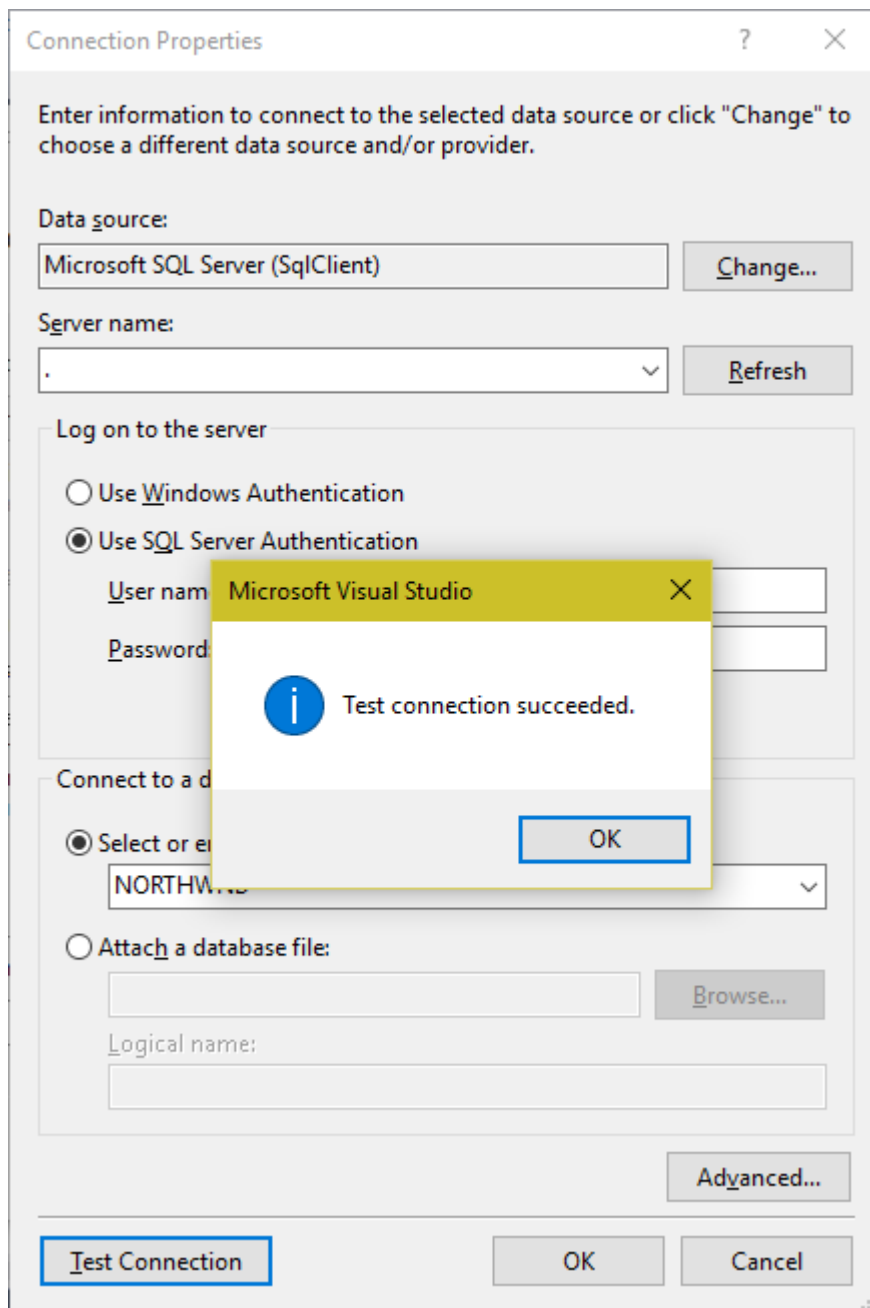 Connection Properties
?
Enter information to connect to the selected data source or click "Change" to
choose a different data source and/or provider.
Data source:
Microsoft SQL Server (SqlClient)
Change...
Server name:
.
Refresh
Log on to the server
Use Windows Authentication
Use SQL Server Authentication
User nam
Microsoft Visual Studio
Password:
Test connection succeeded.
Connect to a d
OK
Select or e
Attach a database file:
Browse...
Logical name:
Advanced...
Test Connection
OK
Cancel